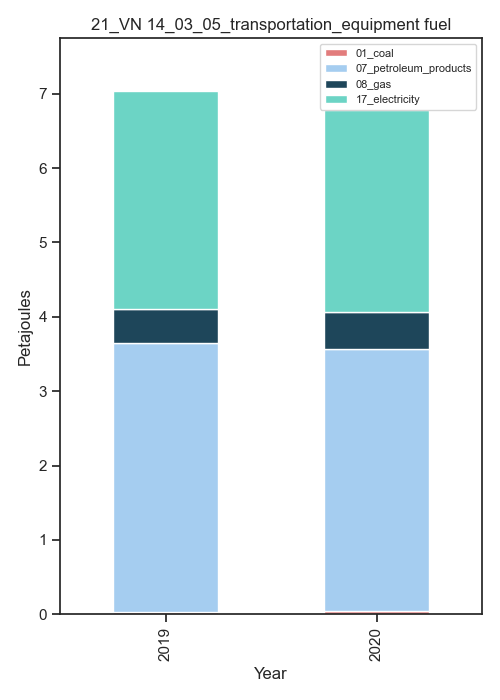 21_VN 14_03_05_transportation_equipment fuel
01_coal
07_petroleum_products
08_gas
17_electricity
7
6
5
4
3
2
1
0
Petajoules
2019
2020
Year